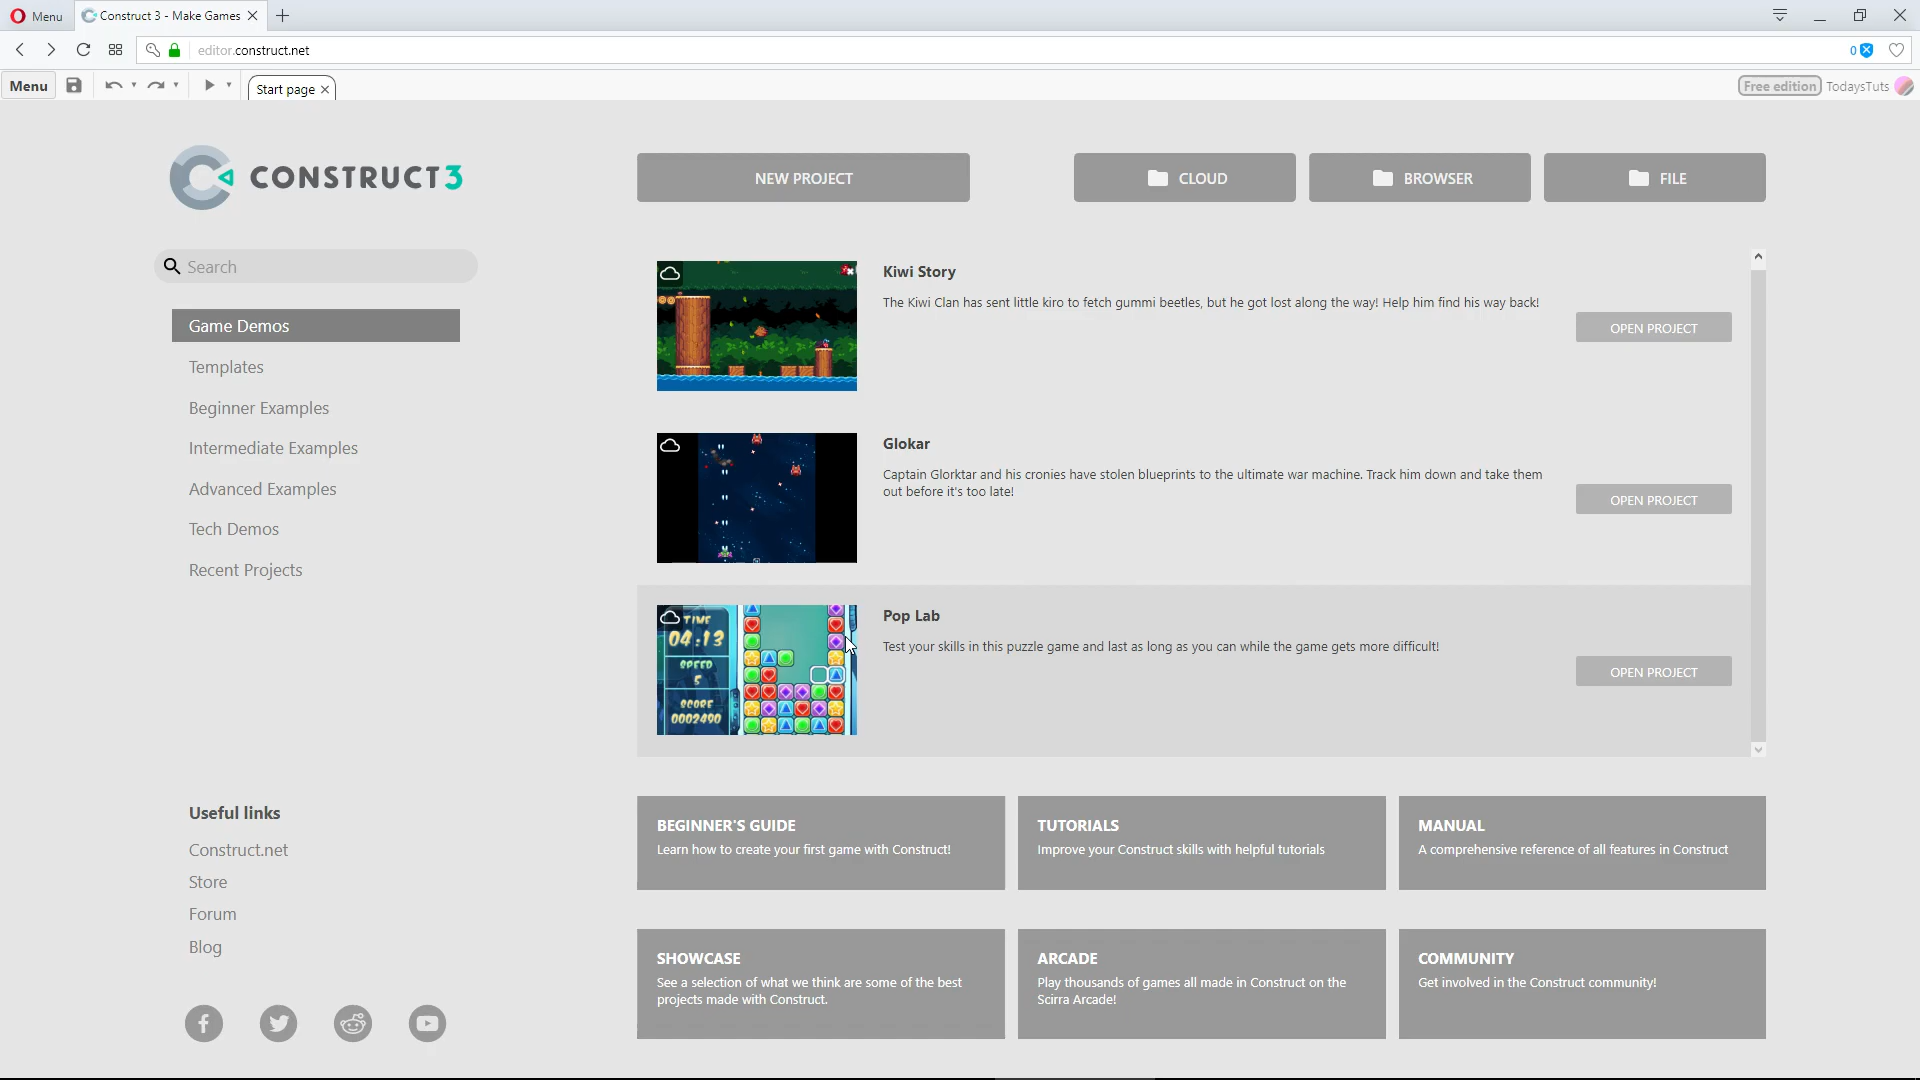 Menu
Construct 3 - Make Games
editor.construct.net
0
Menu
Start page
Free edition
TodaysTuts
CONSTRUCT 3
NEW PROJECT
CLOUD
BROWSER
FILE
Search
Game Demos
Templates
Beginner Examples
Intermediate Examples
Advanced Examples
Tech Demos
Recent Projects
Kiwi Story
The Kiwi Clan has sent little kiro to fetch gummi beetles, but he got lost along the way! Help him find his way back!
OPEN PROJECT
Glokar
Captain Glorktar and his cronies have stolen blueprints to the ultimate war machine. Track him down and take them
out before it's too late!
OPEN PROJECT
TIME
04:13
SPEED
5
SCORE
0002490
Pop Lab
Test your skills in this puzzle game and last as long as you can while the game gets more difficult!
OPEN PROJECT
Useful links
Construct.net
Store
Forum
Blog
BEGINNER'S GUIDE
Learn how to create your first game with Construct!
TUTORIALS
Improve your Construct skills with helpful tutorials
MANUAL
A comprehensive reference of all features in Construct
SHOWCASE
See a selection of what we think are some of the best
projects made with Construct.
ARCADE
Play thousands of games all made in Construct on the
Scirra Arcade!
COMMUNITY
Get involved in the Construct community!